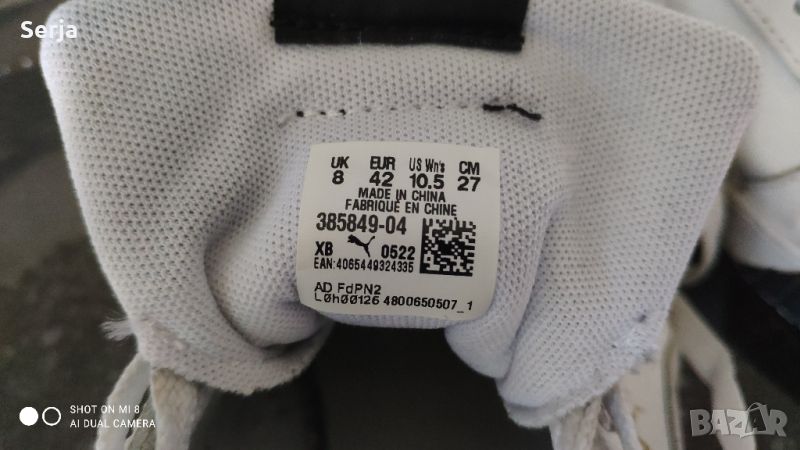 Serja
UK EUR US Wn's CM
8 42 10.5 27
MADE IN CHINA
FABRIQUÉ EN CHINE
385849-04
XB 0522
EAN:4065449324335
AD FdPN2
L0h00126 4800650507_1
SHOT ON MI 8
AI DUAL CAMERA
BAZAR